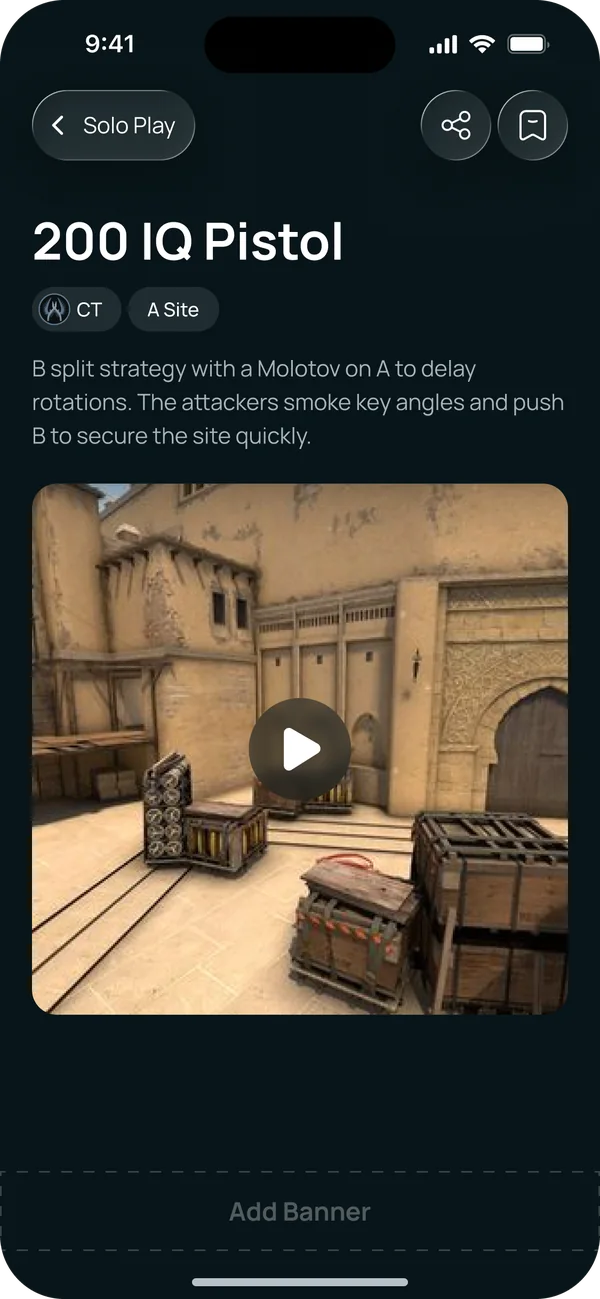 9:41
Solo Play
200 IQ Pistol
CT
A Site
B split strategy with a Molotov on A to delay
rotations. The attackers smoke key angles and push
B to secure the site quickly.
Add Banner